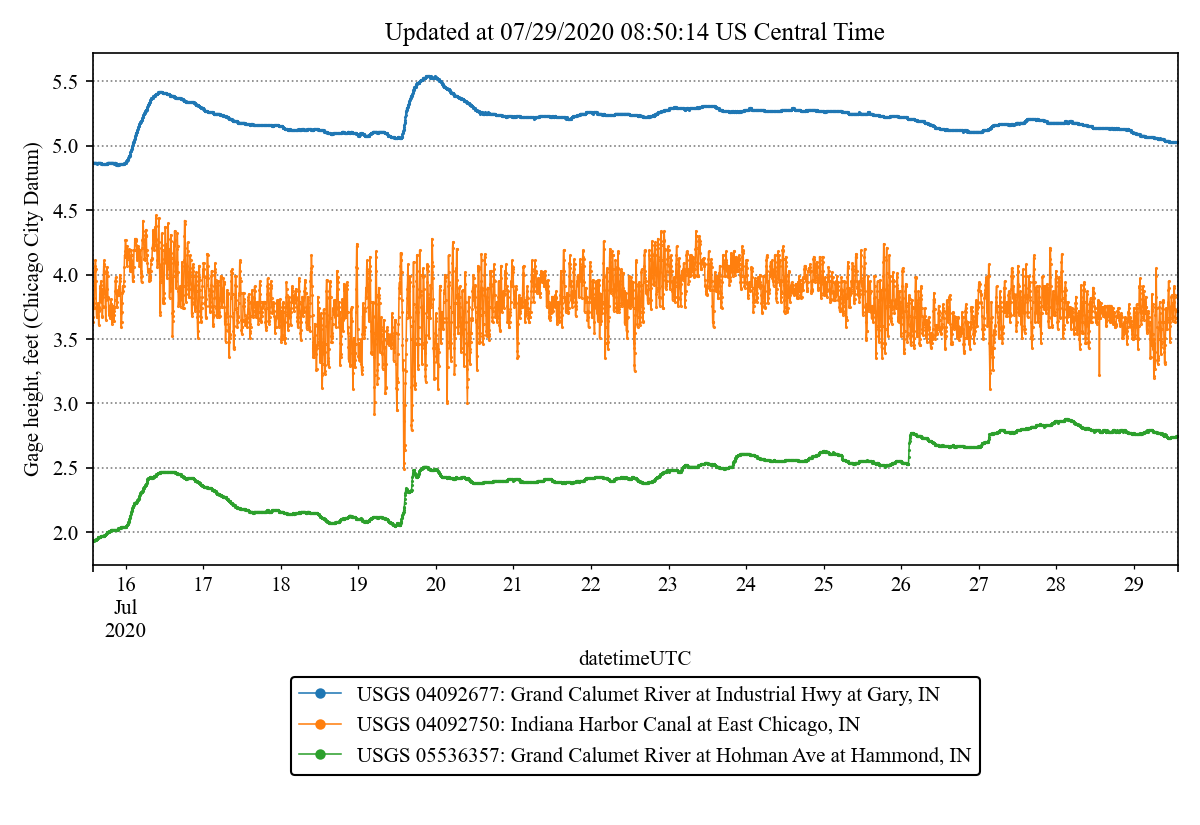 Updated at 07/29/2020 08:50:14 US Central Time
Gage height, feet (Chicago City Datum)
5.5
5.0
4.5
4.0
3.5
3.0
2.5
2.0
16 17 18 19 20 21 22 23 24 25 26 27 28 29
Jul
2020
datetimeUTC
USGS 04092677: Grand Calumet River at Industrial Hwy at Gary, IN
USGS 04092750: Indiana Harbor Canal at East Chicago, IN
USGS 05536357: Grand Calumet River at Hohman Ave at Hammond, IN